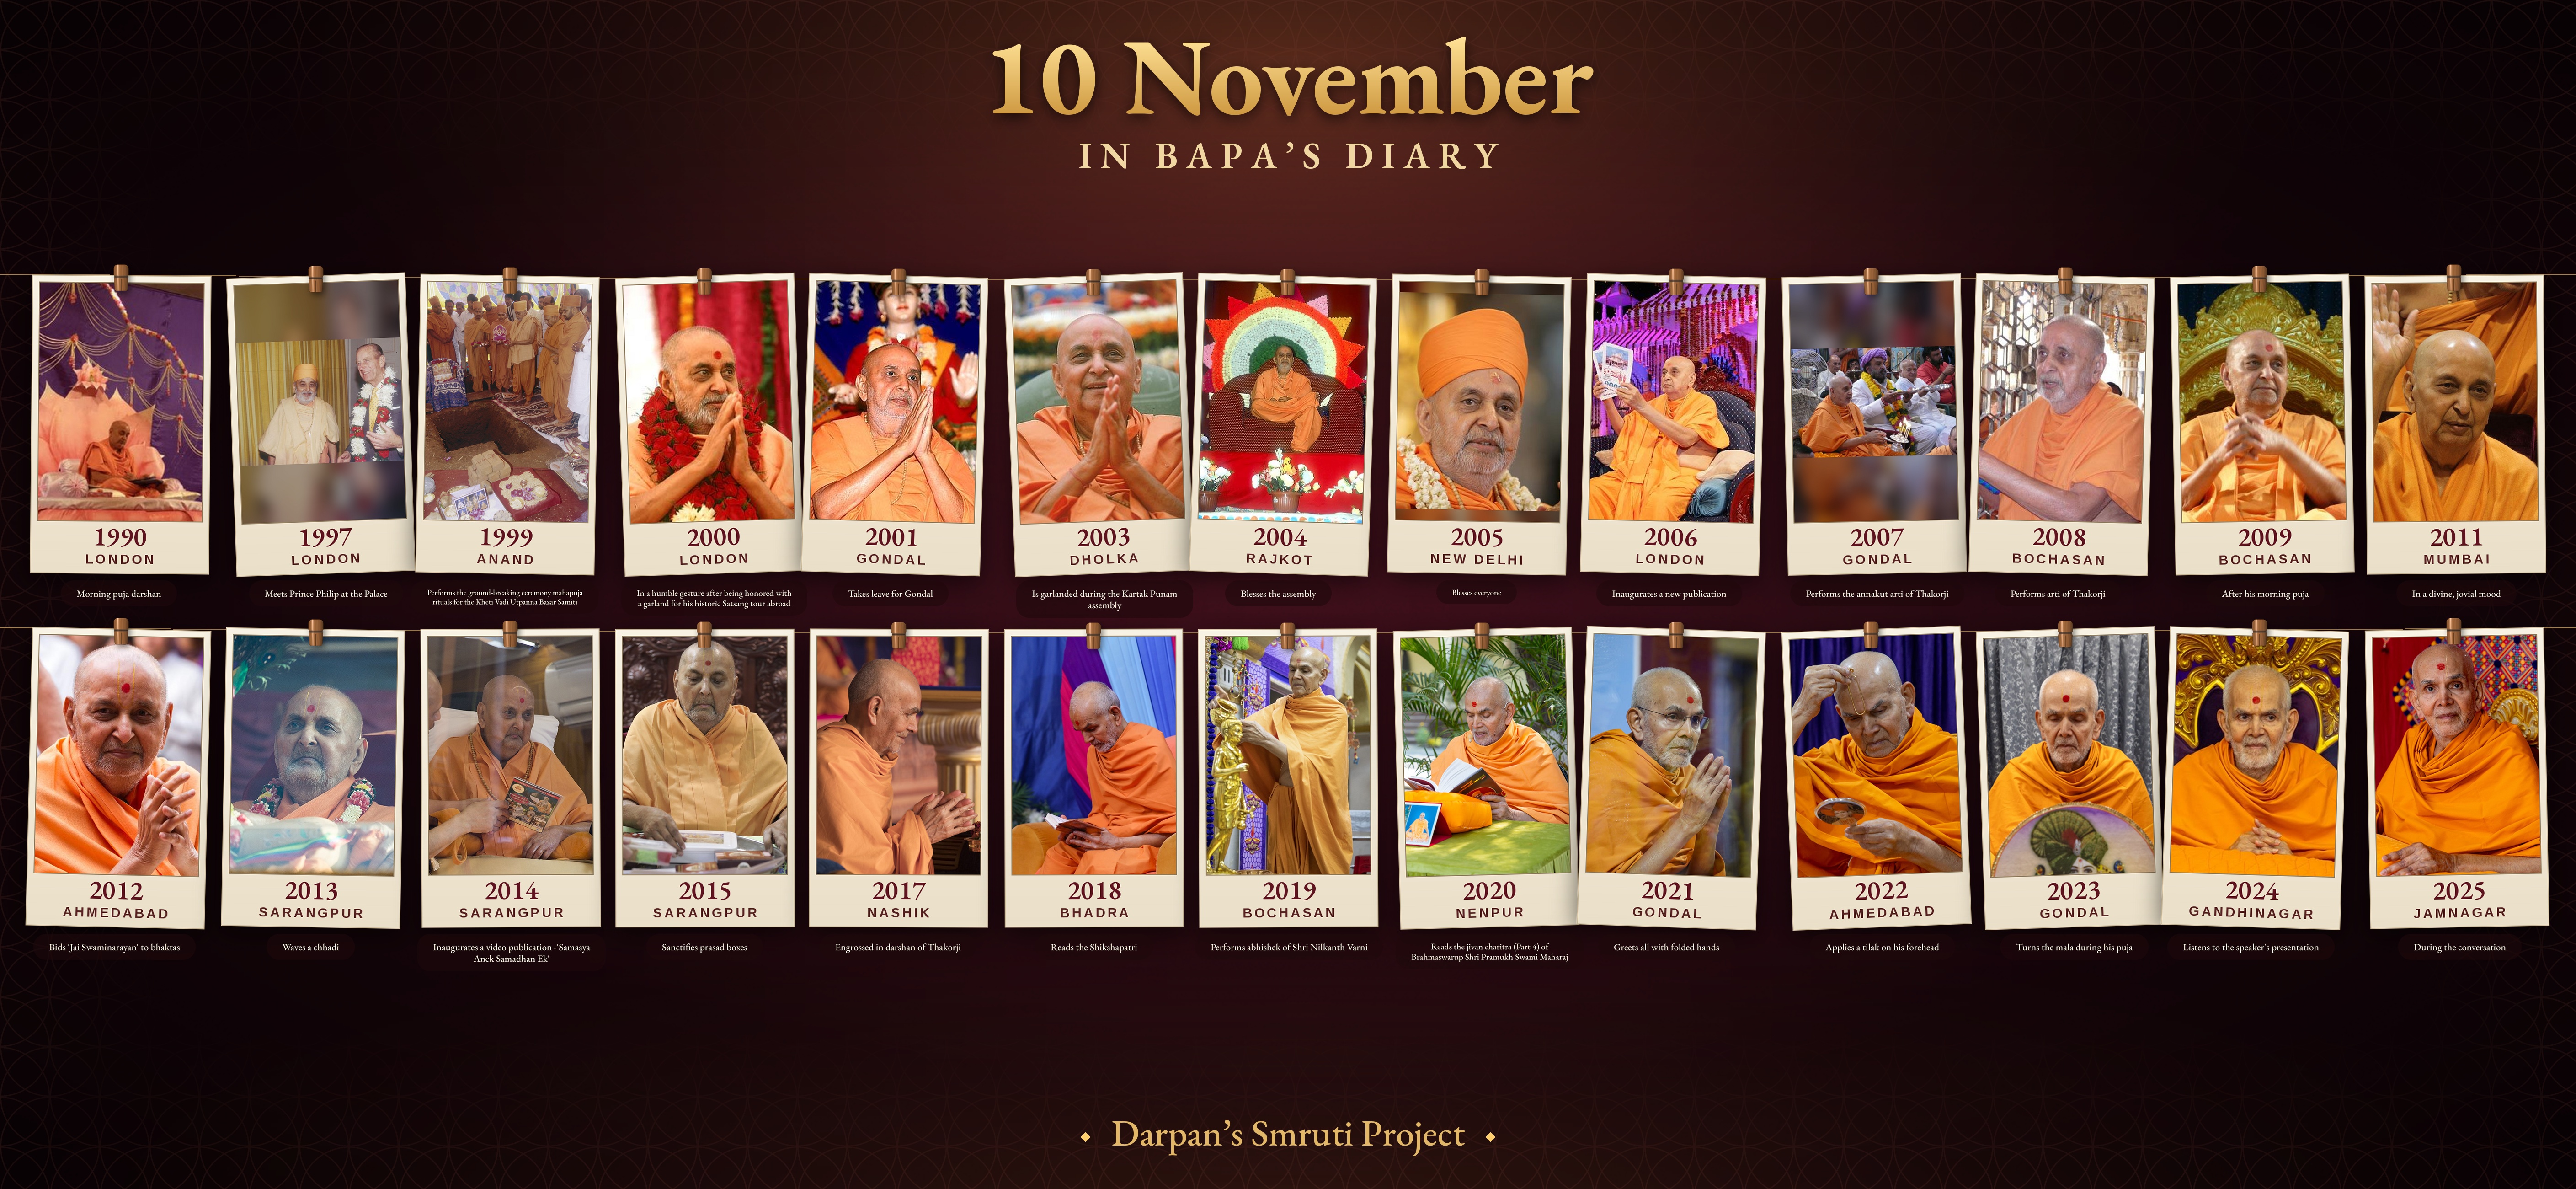 10 November
IN BAPA'S DIARY
1990
LONDON
Morning puja darshan
1997
LONDON
Meets Prince Philip at the Palace
1999
ANAND
Performs the ground-breaking ceremony mahapuja
rituals for the Kheti Vadi Utpanna Bazar Samiti
2000
LONDON
In a humble gesture after being honored with
a garland for his historic Satsang tour abroad
2001
GONDAL
Takes leave for Gondal
2003
DHOLKA
Is garlanded during the Kartak Punam
assembly
2004
RAJKOT
Blesses the assembly
2005
NEW DELHI
Blesses everyone
2006
LONDON
Inaugurates a new publication
2007
GONDAL
Performs the annakut arti of Thakorji
2008
BOCHASAN
Performs arti of Thakorji
2009
BOCHASAN
After his morning puja
2011
MUMBAI
In a divine, jovial mood
2012
AHMEDABAD
Bids 'Jai Swaminarayan' to bhaktas
2013
SARANGPUR
Waves a chhadi
2014
SARANGPUR
Inaugurates a video publication -'Samasya
Anek Samadhan Ek'
2015
SARANGPUR
Sanctifies prasad boxes
2017
NASHIK
Engrossed in darshan of Thakorji
2018
BHADRA
Reads the Shikshapatri
2019
BOCHASAN
Performs abhishek of Shri Nilkanth Varni
2020
NENPUR
Reads the jivan charitra (Part 4) of
Brahmaswarup Shri Pramukh Swami Maharaj
2021
GONDAL
Greets all with folded hands
2022
AHMEDABAD
Applies a tilak on his forehead
2023
GONDAL
Turns the mala during his puja
2024
GANDHINAGAR
Listens to the speaker's presentation
2025
JAMNAGAR
During the conversation
Darpan's Smruti Project